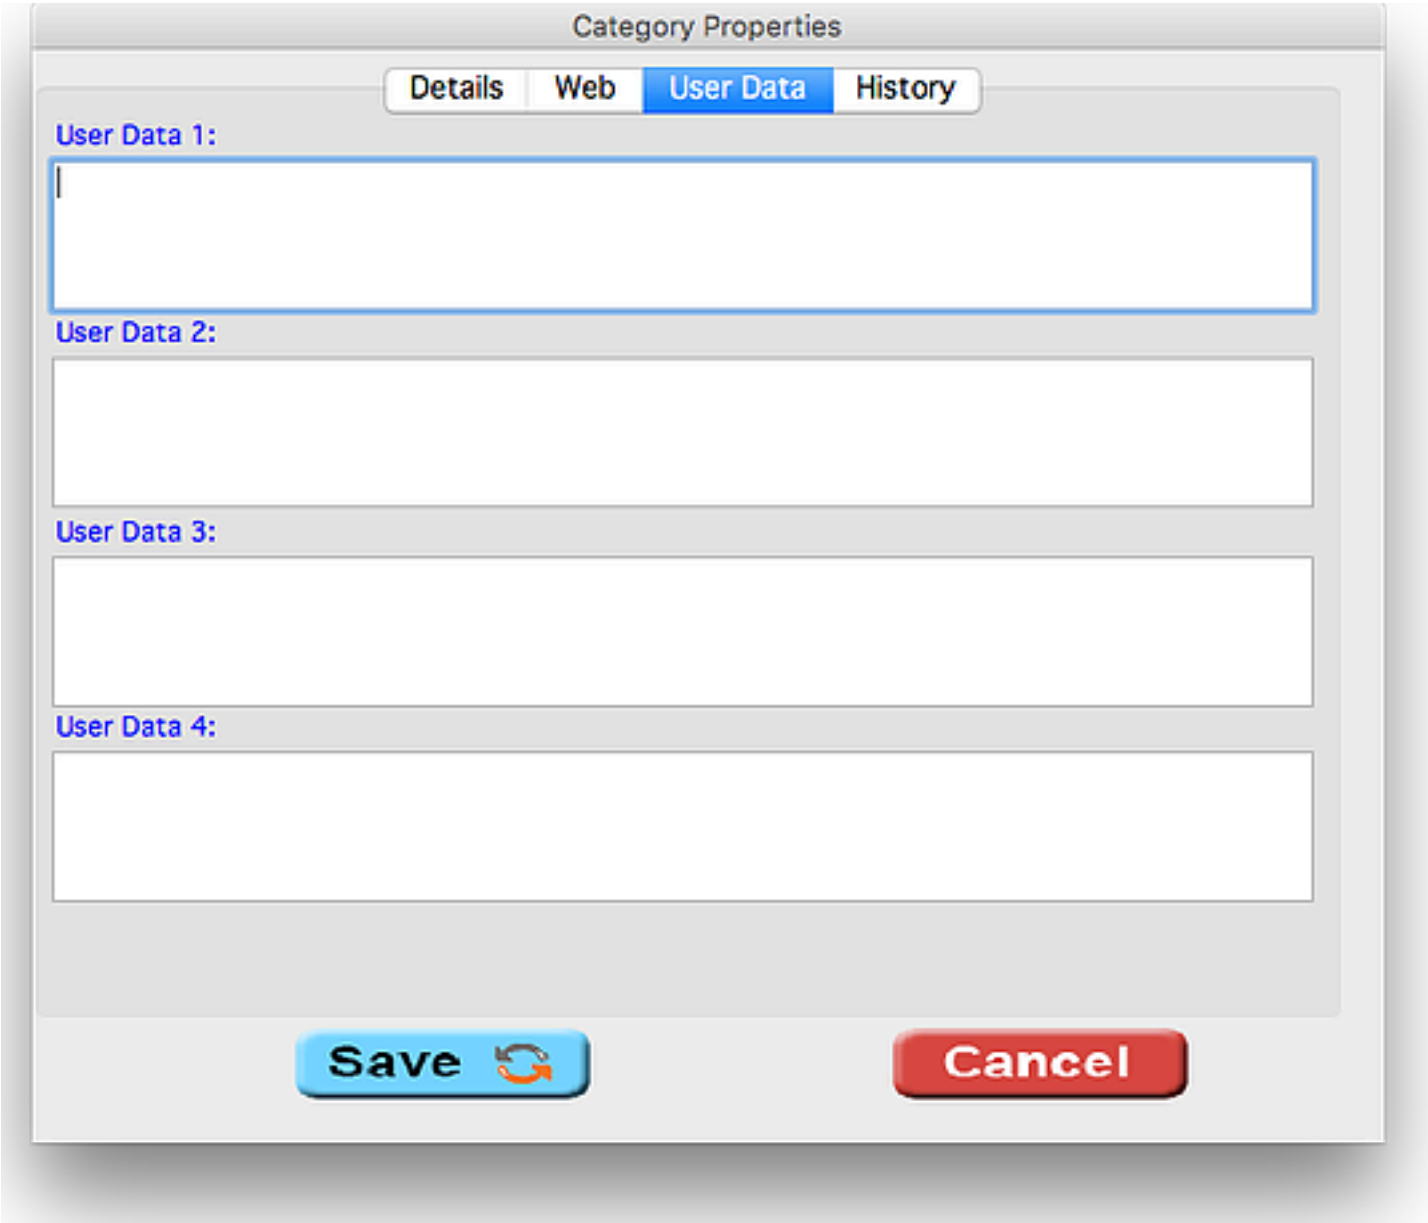 Category Properties
Details Web User Data History
User Data 1:
User Data 2:
User Data 3:
User Data 4:
Save Cancel